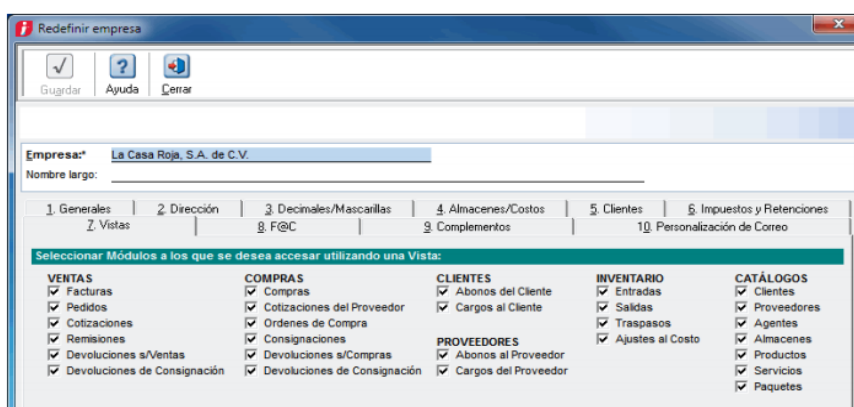 Redefinir empresa
Guardar Ayuda Cerrar
Empresa:* La Casa Roja, S.A. de C.V.
Nombre largo:
1. Generales 2. Dirección 3. Decimales/Mascarillas 4. Almacenes/Costos 5. Clientes 6. Impuestos y Retenciones
7. Vistas 8. F@C 9. Complementos 10. Personalización de Correo
Seleccionar Módulos a los que se desea accesar utilizando una Vista:
VENTAS
Facturas
Pedidos
Cotizaciones
Remisiones
Devoluciones s/Ventas
Devoluciones de Consignación
COMPRAS
Compras
Cotizaciones del Proveedor
Ordenes de Compra
Consignaciones
Devoluciones s/Compras
Devoluciones de Consignación
CLIENTES
Abonos del Cliente
Cargos al Cliente
PROVEEDORES
Abonos al Proveedor
Cargos del Proveedor
INVENTARIO
Entradas
Salidas
Traspasos
Ajustes al Costo
CATÁLOGOS
Clientes
Proveedores
Agentes
Almacenes
Productos
Servicios
Paquetes